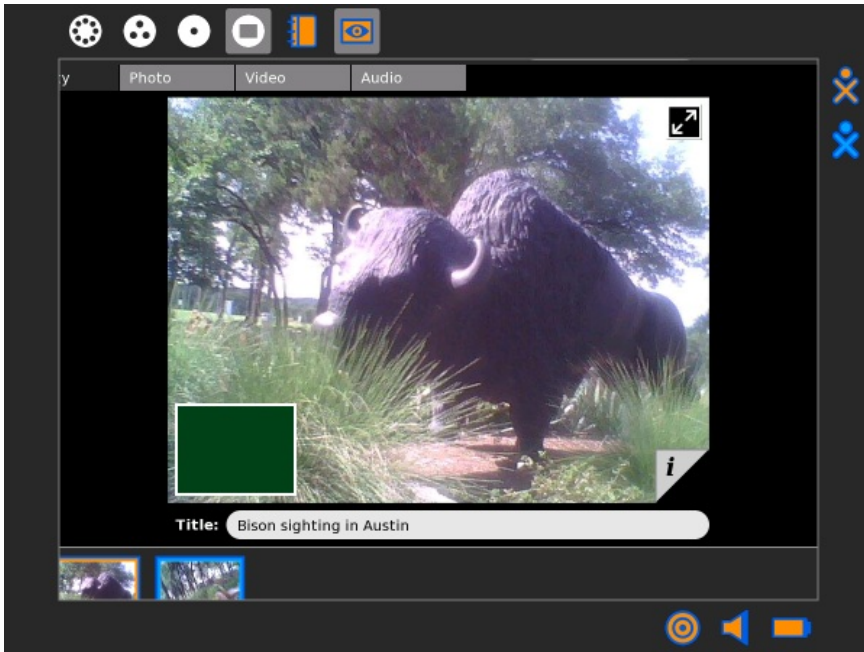 y
Photo
Video
Audio
i
Title: Bison sighting in Austin